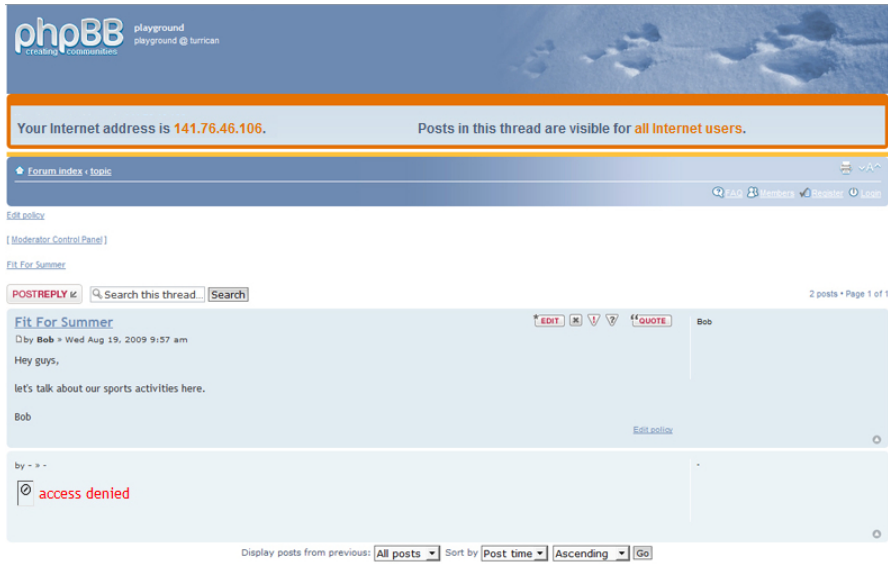 phpBB
creating communities
playground
playground @ turrican
Your Internet address is 141.76.46.106.
Posts in this thread are visible for all Internet users.
Forum index ‹ topic
FAQ Members Register Login
Edit policy
[ Moderator Control Panel ]
Fit For Summer
POSTREPLY Search this thread... Search
2 posts • Page 1 of 1
Fit For Summer
EDIT QUOTE
Bob
by Bob » Wed Aug 19, 2009 9:57 am
Hey guys,
let's talk about our sports activities here.
Bob
Edit policy
by - » -
-
access denied
Display posts from previous: All posts Sort by Post time Ascending Go